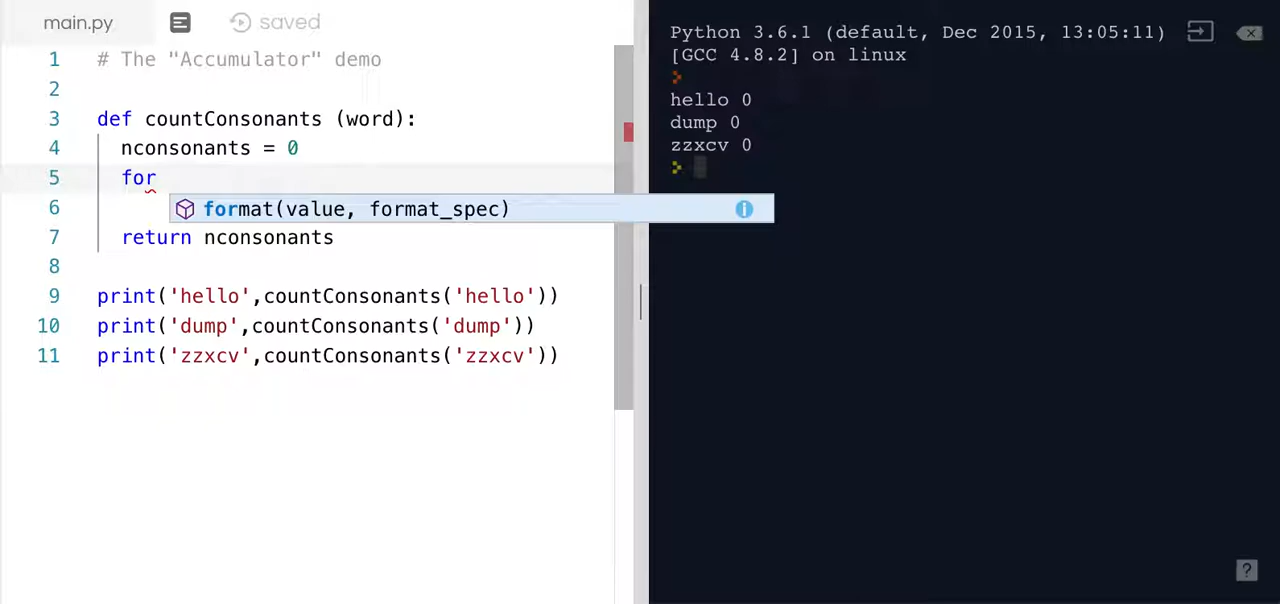 main.py saved
1 # The "Accumulator" demo
2
3 def countConsonants (word):
4 nconsonants = 0
5 for
format(value, format_spec)
6
7 return nconsonants
8
9 print('hello',countConsonants('hello'))
10 print('dump',countConsonants('dump'))
11 print('zzxcv',countConsonants('zzxcv'))
Python 3.6.1 (default, Dec 2015, 13:05:11)
[GCC 4.8.2] on linux
hello 0
dump 0
zzxcv 0
?